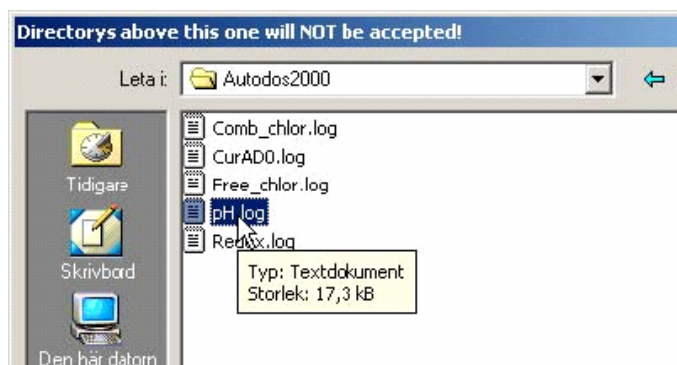 Directorys above this one will NOT be accepted!
Leta i: Autodos2000
Comb_chlor.log
CurAD0.log
Free_chlor.log
pH.log
Redox.log
Typ: Textdokument
Storlek: 17,3 kB
Tidigare
Skrivbord
Den här datorn